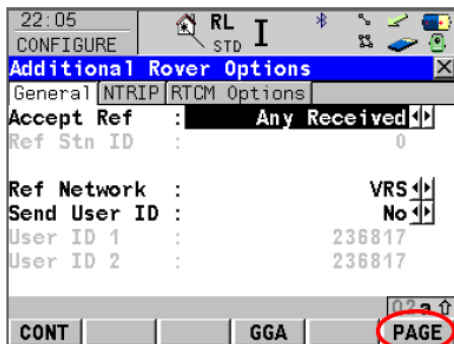 22:05
CONFIGURE
RL
STD
I
Additional Rover Options
General NTRIP RTCM Options
Accept Ref : Any Received
Ref Stn ID : 0
Ref Network : VRS
Send User ID : No
User ID 1 : 236817
User ID 2 : 236817
02a
CONT GGA PAGE